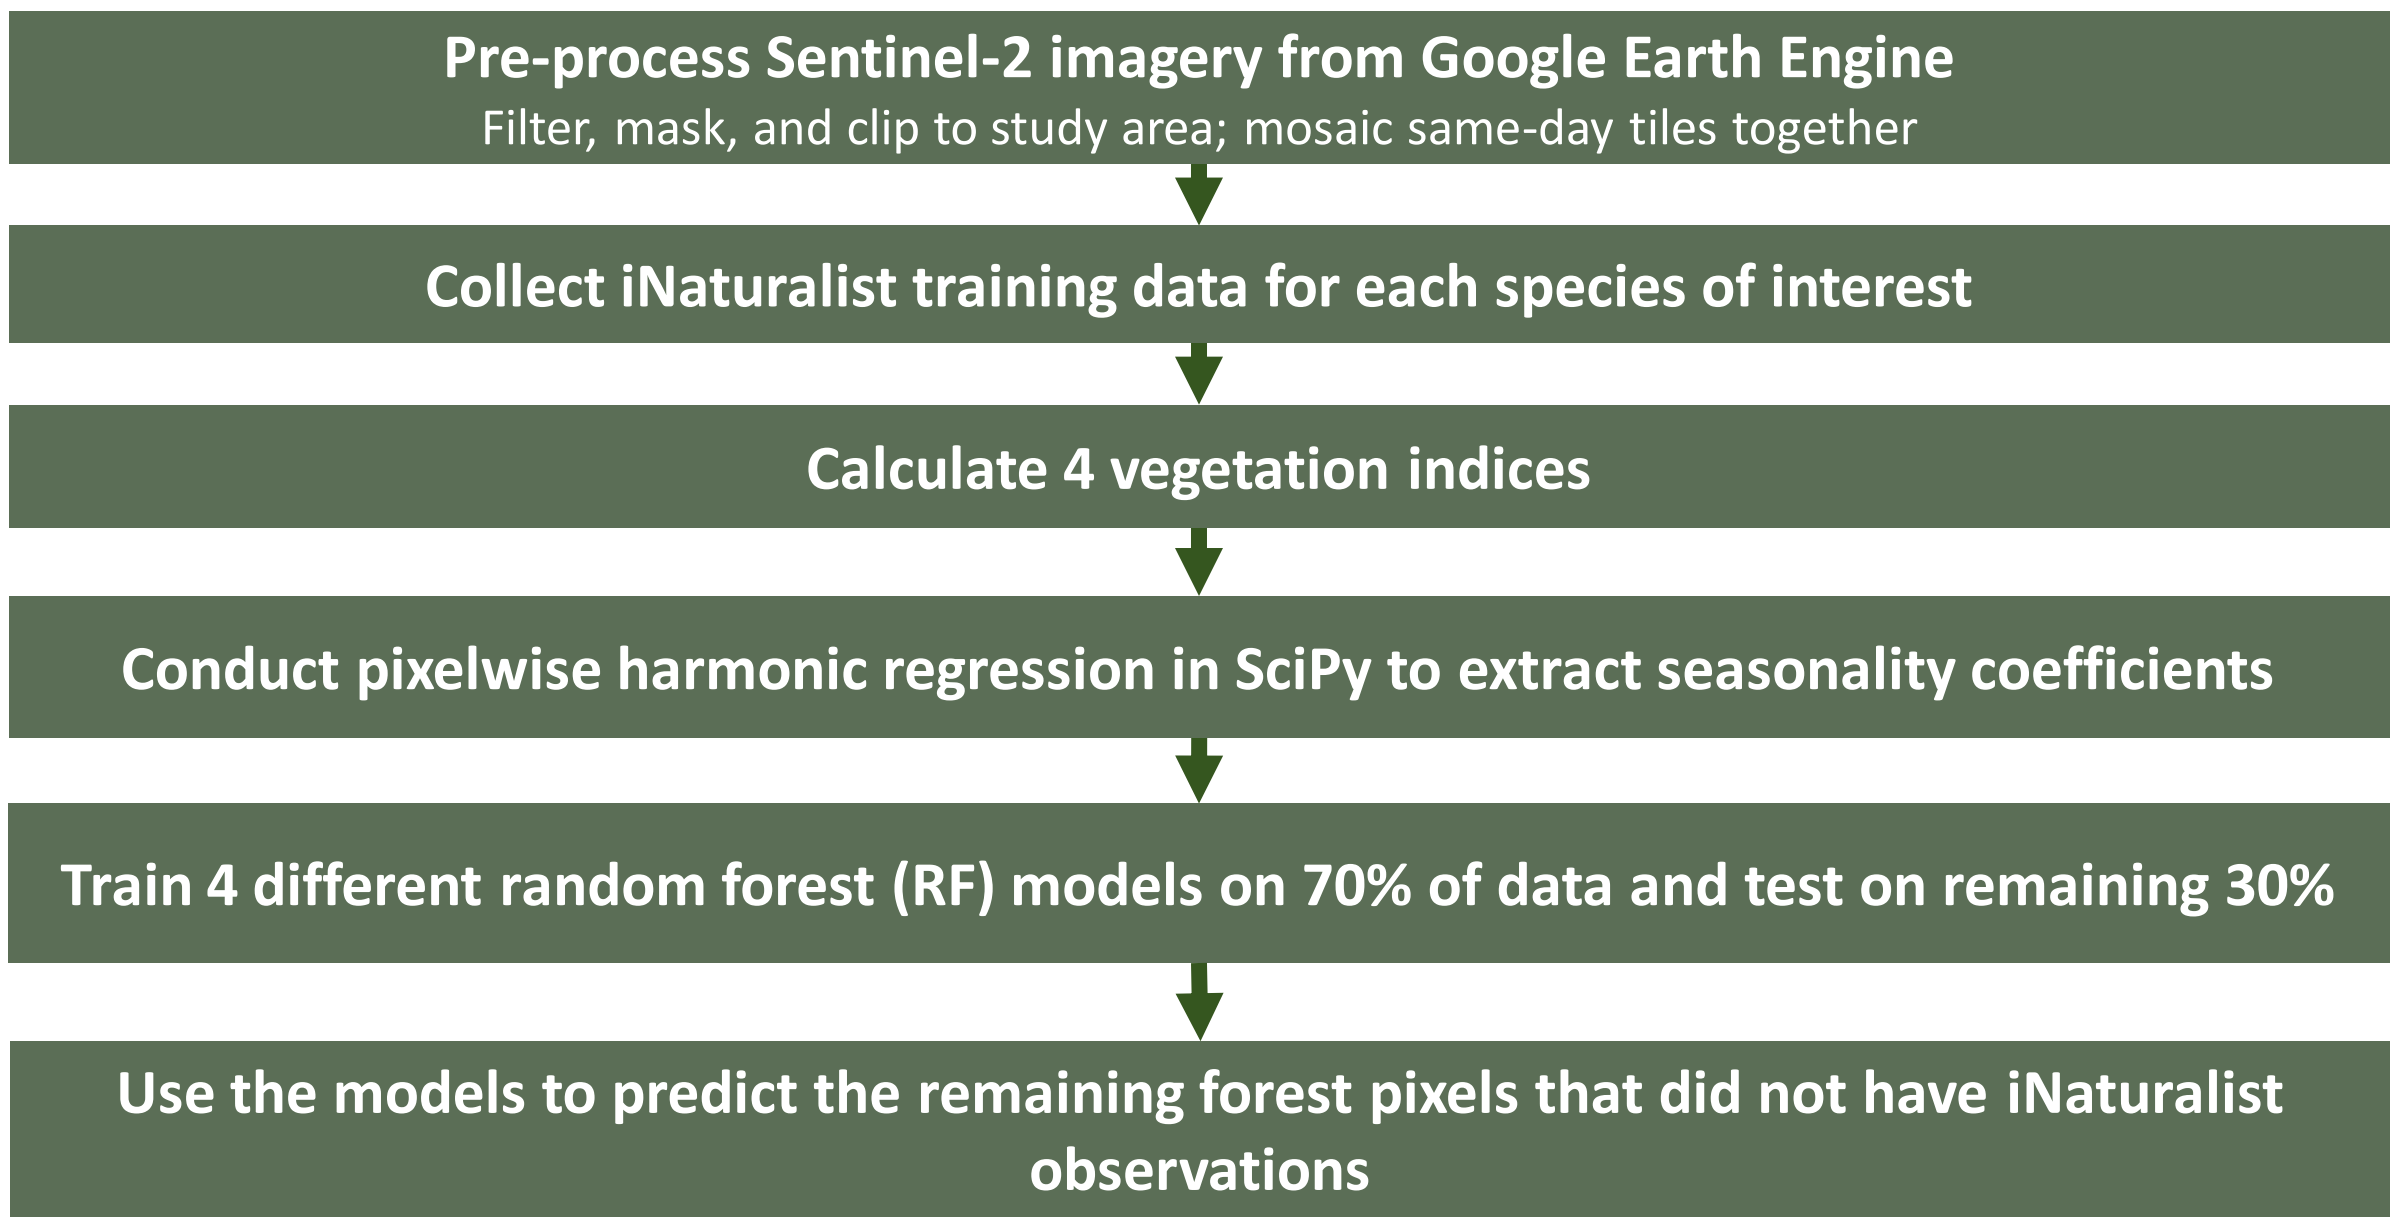 Pre-process Sentinel-2 imagery from Google Earth Engine
Filter, mask, and clip to study area; mosaic same-day tiles together
Collect iNaturalist training data for each species of interest
Calculate 4 vegetation indices
Conduct pixelwise harmonic regression in SciPy to extract seasonality coefficients
Train 4 different random forest (RF) models on 70% of data and test on remaining 30%
Use the models to predict the remaining forest pixels that did not have iNaturalist
observations